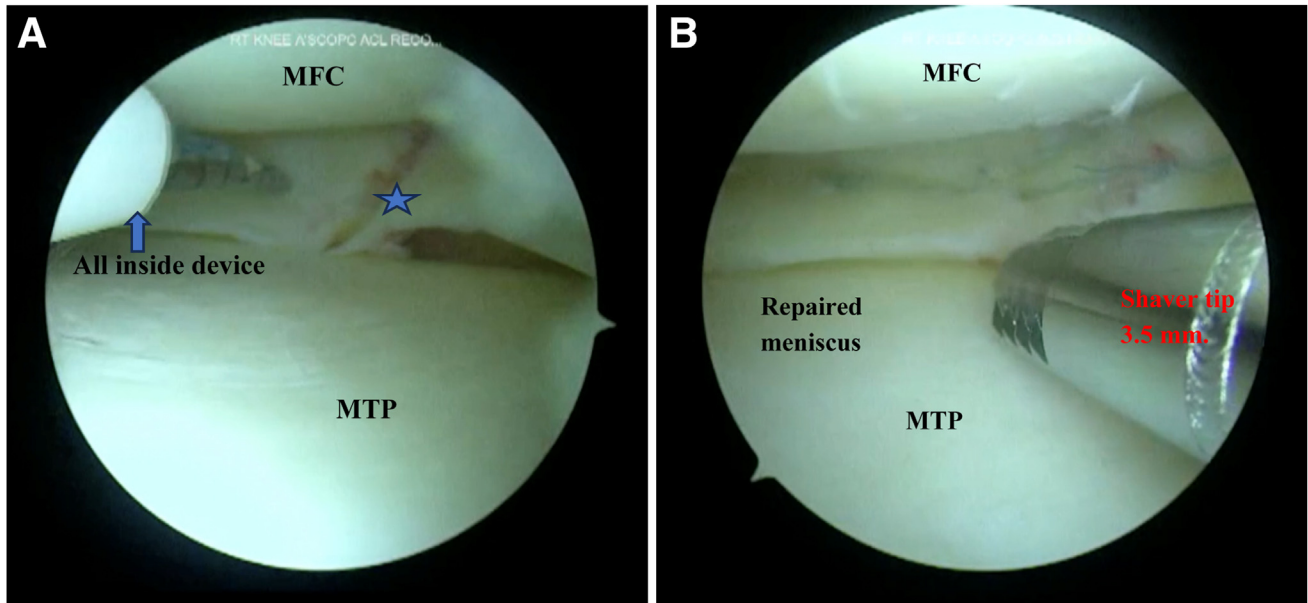 A
RT KNEE A'SCOPC ACL RECO...
MFC
All inside device
MTP
B
MFC
Repaired
meniscus
Shaver tip
3.5 mm.
MTP